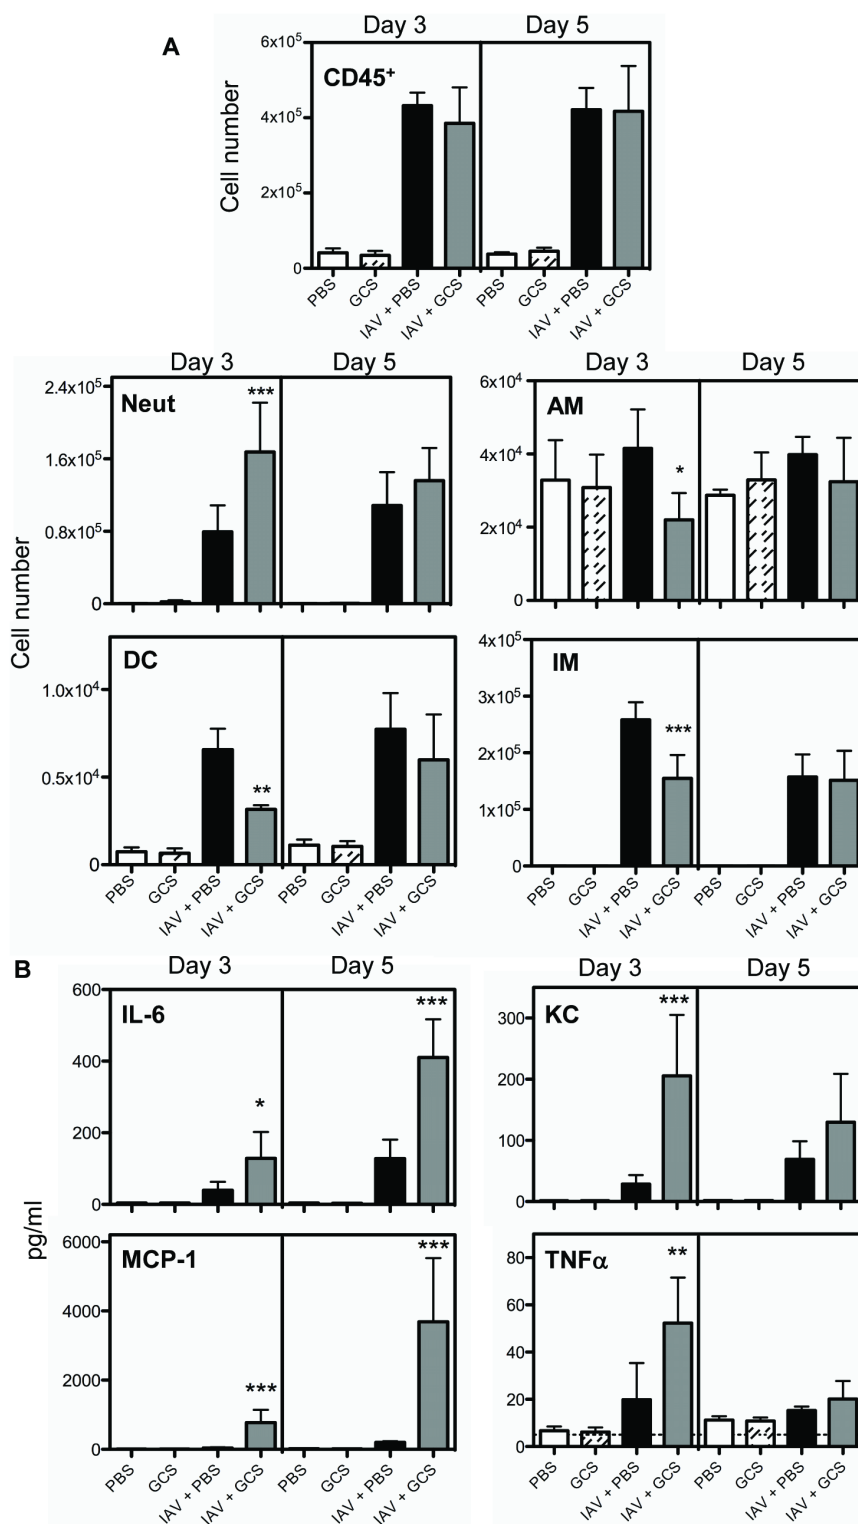 A
Day 3 Day 5
CD45⁺
Cell number
6x10⁵
4x10⁵
2x10⁵
0
PBS GCS IAV + PBS IAV + GCS PBS GCS IAV + PBS IAV + GCS
Day 3 Day 5
Neut
***
2.4x10⁵
1.6x10⁵
0.8x10⁵
0
Day 3 Day 5
AM
*
6x10⁴
4x10⁴
2x10⁴
0
Cell number
DC
**
1.0x10⁴
0.5x10⁴
0
PBS GCS IAV + PBS IAV + GCS PBS GCS IAV + PBS IAV + GCS
IM
***
4x10⁵
3x10⁵
2x10⁵
1x10⁵
0
PBS GCS IAV + PBS IAV + GCS PBS GCS IAV + PBS IAV + GCS
B
Day 3 Day 5
IL-6
* ***
600
400
200
0
Day 3 Day 5
KC
***
300
200
100
0
pg/ml
MCP-1
*** ***
6000
4000
2000
0
PBS GCS IAV + PBS IAV + GCS PBS GCS IAV + PBS IAV + GCS
TNFα
**
80
60
40
20
0
PBS GCS IAV + PBS IAV + GCS PBS GCS IAV + PBS IAV + GCS